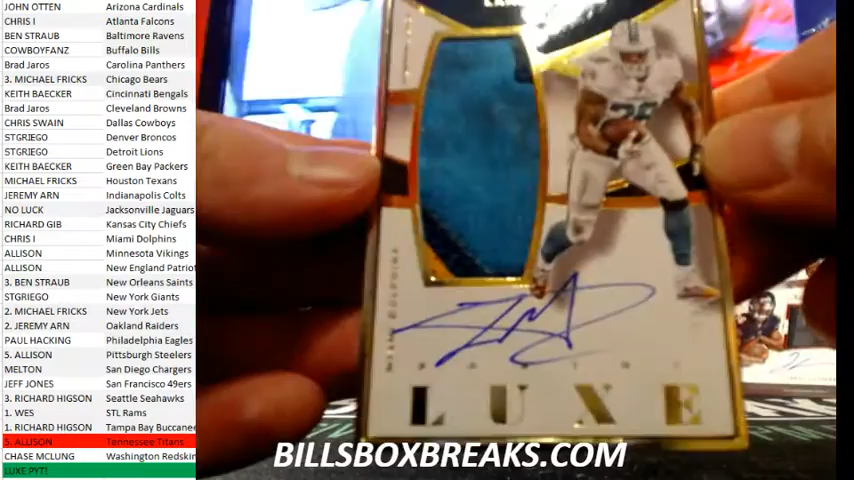 JOHN OTTEN Arizona Cardinals
CHRIS I Atlanta Falcons
BEN STRAUB Baltimore Ravens
COWBOYFANZ Buffalo Bills
Brad Jaros Carolina Panthers
3. MICHAEL FRICKS Chicago Bears
KEITH BAECKER Cincinnati Bengals
Brad Jaros Cleveland Browns
CHRIS SWAIN Dallas Cowboys
STGRIEGO Denver Broncos
STGRIEGO Detroit Lions
KEITH BAECKER Green Bay Packers
MICHAEL FRICKS Houston Texans
JEREMY ARN Indianapolis Colts
NO LUCK Jacksonville Jaguars
RICHARD GIB Kansas City Chiefs
CHRIS I Miami Dolphins
ALLISON Minnesota Vikings
ALLISON New England Patriot
3. BEN STRAUB New Orleans Saints
STGRIEGO New York Giants
2. MICHAEL FRICKS New York Jets
2. JEREMY ARN Oakland Raiders
PAUL HACKING Philadelphia Eagles
5. ALLISON Pittsburgh Steelers
MELTON San Diego Chargers
JEFF JONES San Francisco 49ers
3. RICHARD HIGSON Seattle Seahawks
1. WES STL Rams
1. RICHARD HIGSON Tampa Bay Buccanee
5. ALLISON Tennessee Titans
CHASE MCLUNG Washington Redskin
LUXE PYT!
LUXE
BILLSBOXBREAKS.COM